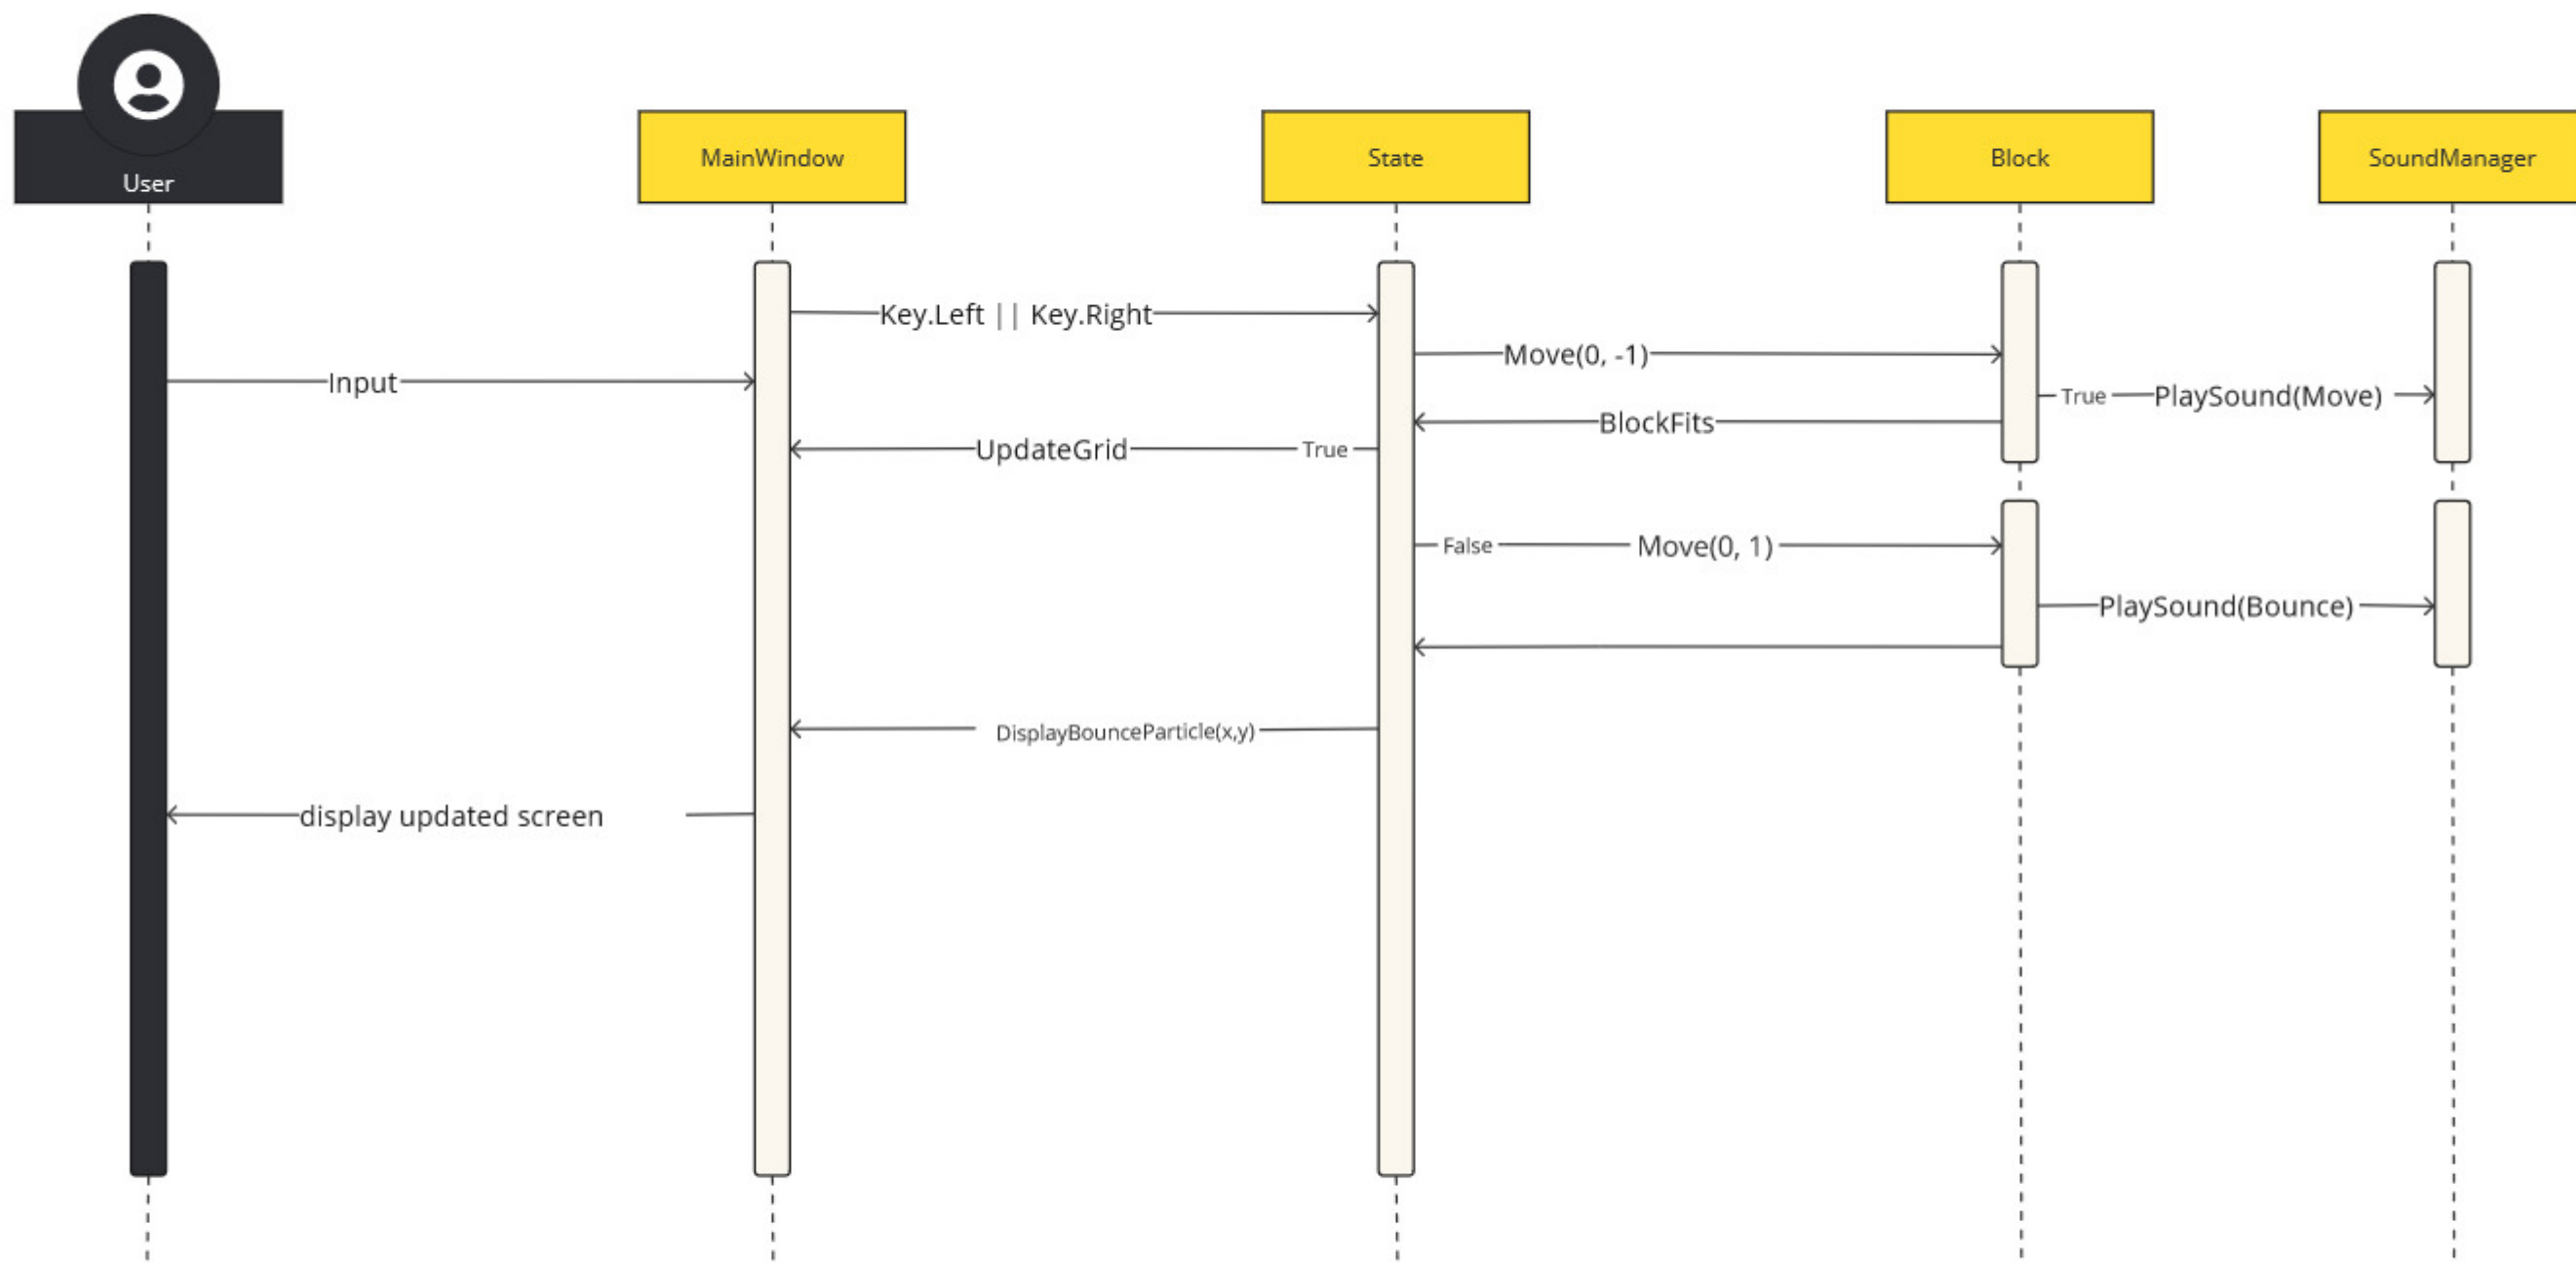 User
MainWindow
State
Block
SoundManager
Key.Left || Key.Right
Move(0, -1)
Input
True
PlaySound(Move)
BlockFits
UpdateGrid
True
False
Move(0, 1)
PlaySound(Bounce)
DisplayBounceParticle(x,y)
display updated screen